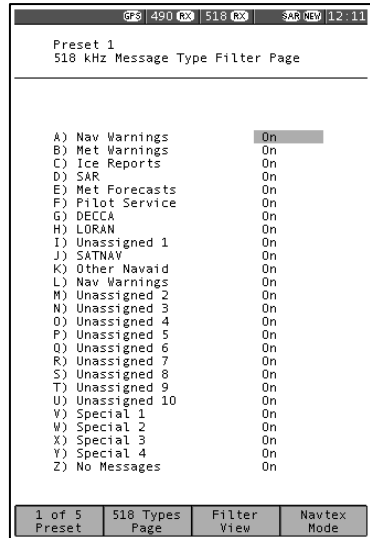 GPS 490 RX 518 RX SAR NEW 12:11
Preset 1
518 kHz Message Type Filter Page
A) Nav Warnings On
B) Met Warnings On
C) Ice Reports On
D) SAR On
E) Met Forecasts On
F) Pilot Service On
G) DECCA On
H) LORAN On
I) Unassigned 1 On
J) SATNAV On
K) Other Navaid On
L) Nav Warnings On
M) Unassigned 2 On
N) Unassigned 3 On
O) Unassigned 4 On
P) Unassigned 5 On
Q) Unassigned 6 On
R) Unassigned 7 On
S) Unassigned 8 On
T) Unassigned 9 On
U) Unassigned 10 On
V) Special 1 On
W) Special 2 On
X) Special 3 On
Y) Special 4 On
Z) No Messages On
1 of 5 518 Types Filter Navtex
Preset Page View Mode